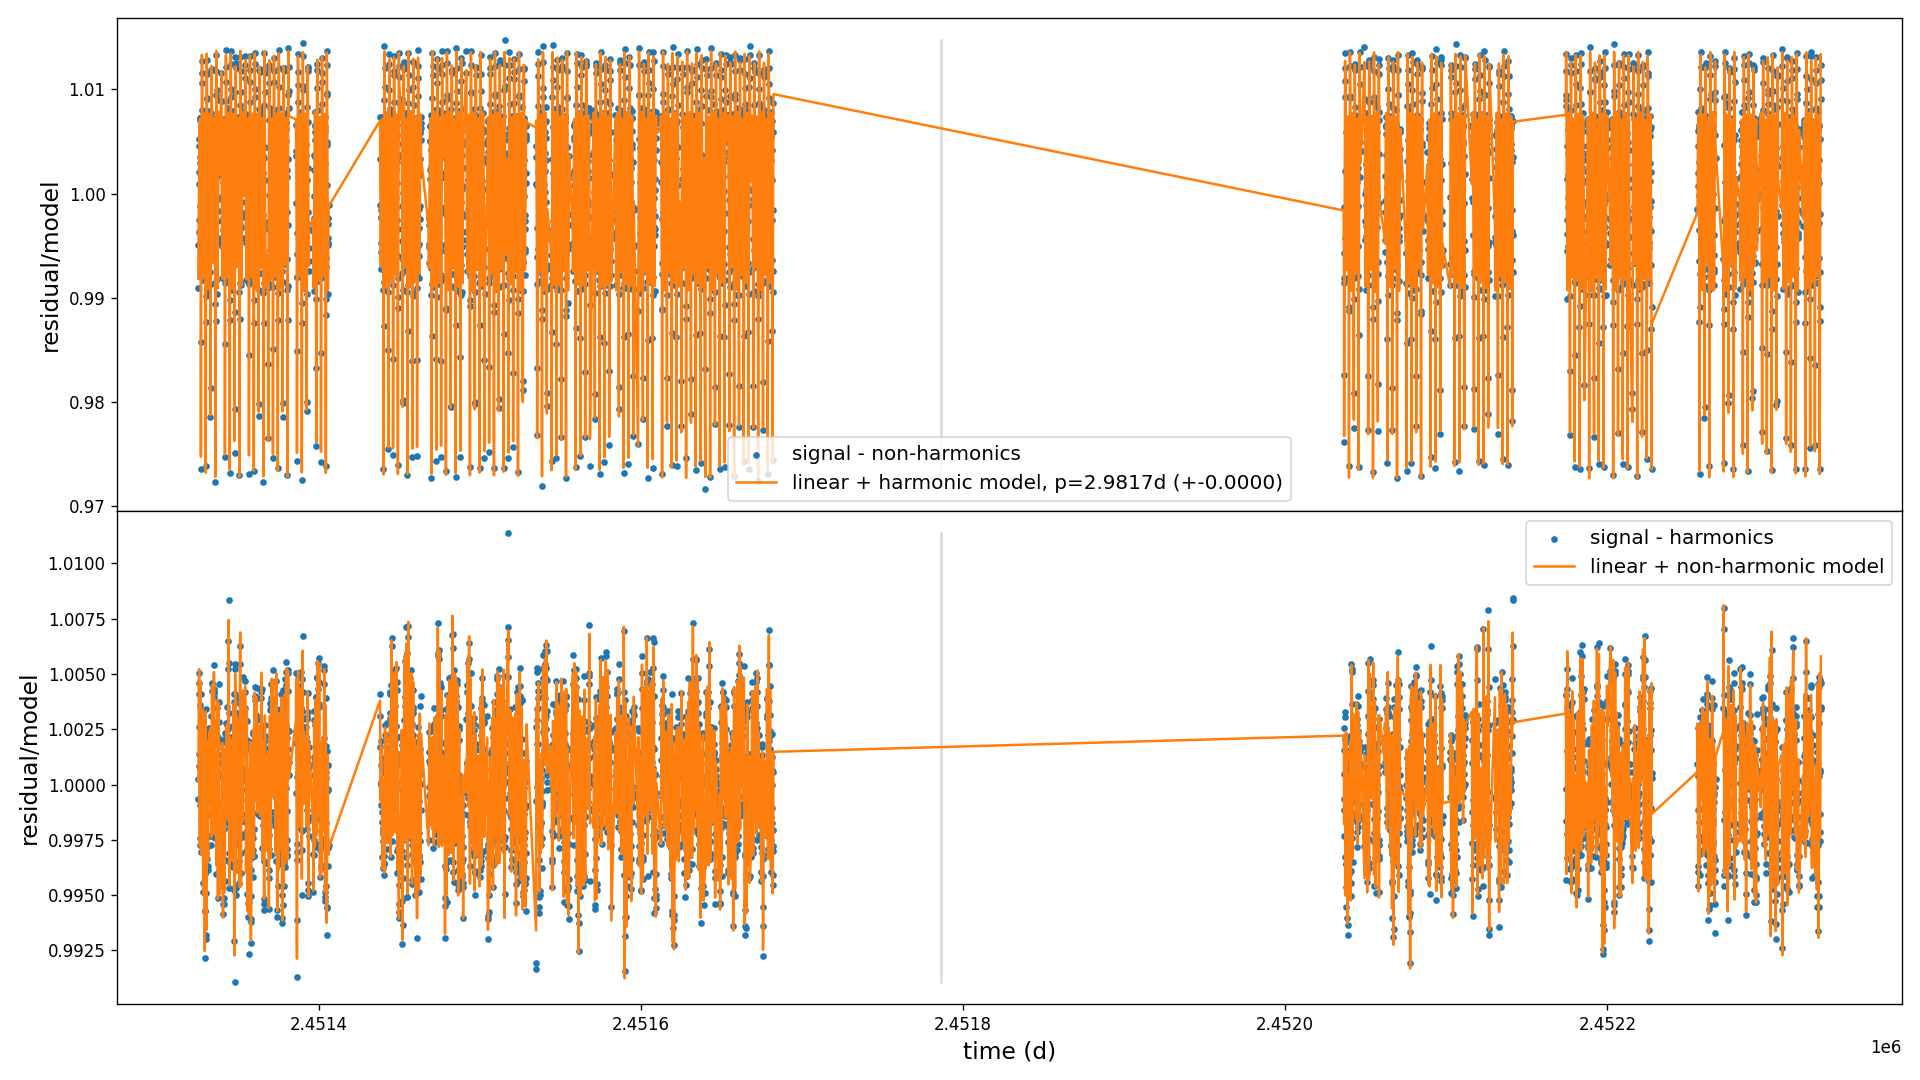 residual/model
1.01
1.00
0.99
0.98
0.97
signal - non-harmonics
linear + harmonic model, p=2.9817d (+-0.0000)
residual/model
1.0100
1.0075
1.0050
1.0025
1.0000
0.9975
0.9950
0.9925
signal - harmonics
linear + non-harmonic model
2.4514
2.4516
2.4518
2.4520
2.4522
time (d)
1e6